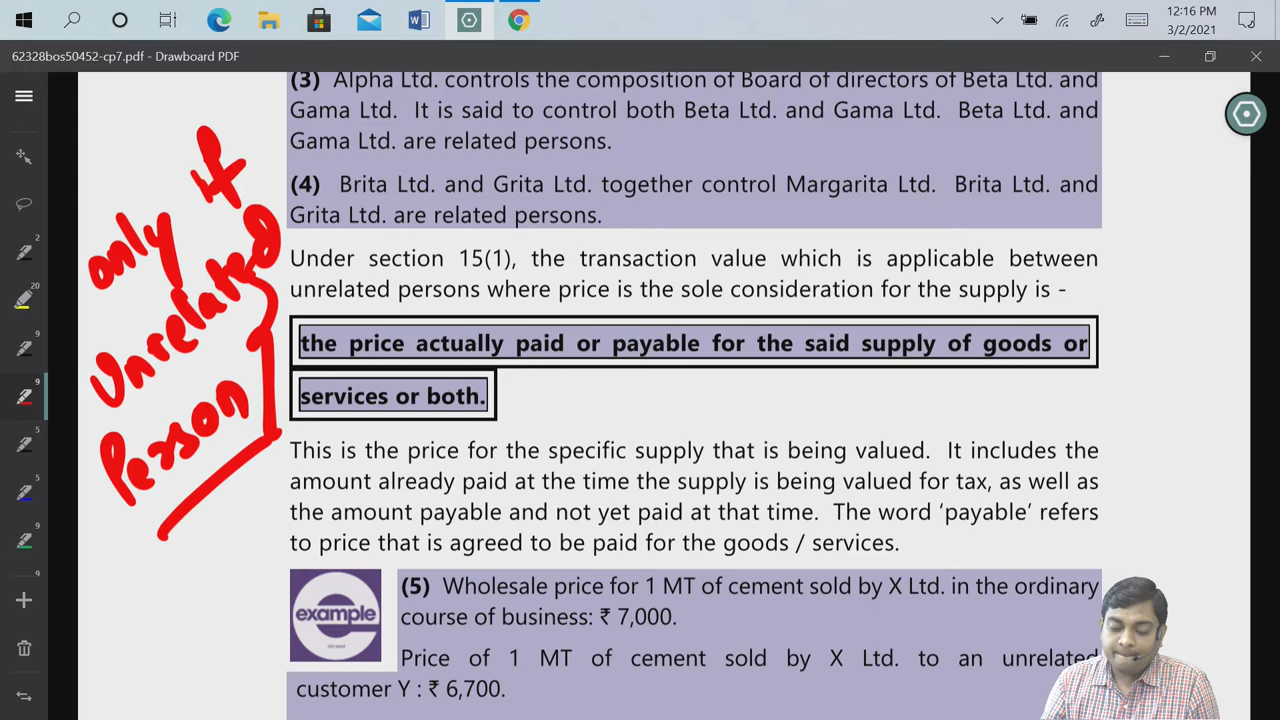 12:16 PM
3/2/2021
62328bos50452-cp7.pdf - Drawboard PDF
(3) Alpha Ltd. controls the composition of Board of directors of Beta Ltd. and
Gama Ltd. It is said to control both Beta Ltd. and Gama Ltd. Beta Ltd. and
Gama Ltd. are related persons.
(4) Brita Ltd. and Grita Ltd. together control Margarita Ltd. Brita Ltd. and
Grita Ltd. are related persons.
only if
Unrelated
Person
Under section 15(1), the transaction value which is applicable between
unrelated persons where price is the sole consideration for the supply is -
the price actually paid or payable for the said supply of goods or
services or both.
This is the price for the specific supply that is being valued. It includes the
amount already paid at the time the supply is being valued for tax, as well as
the amount payable and not yet paid at that time. The word ‘payable’ refers
to price that is agreed to be paid for the goods / services.
example
(5) Wholesale price for 1 MT of cement sold by X Ltd. in the ordinary
course of business: ₹ 7,000.
Price of 1 MT of cement sold by X Ltd. to an unrelated
customer Y : ₹ 6,700.
2
20
9
9
5
5
9
9